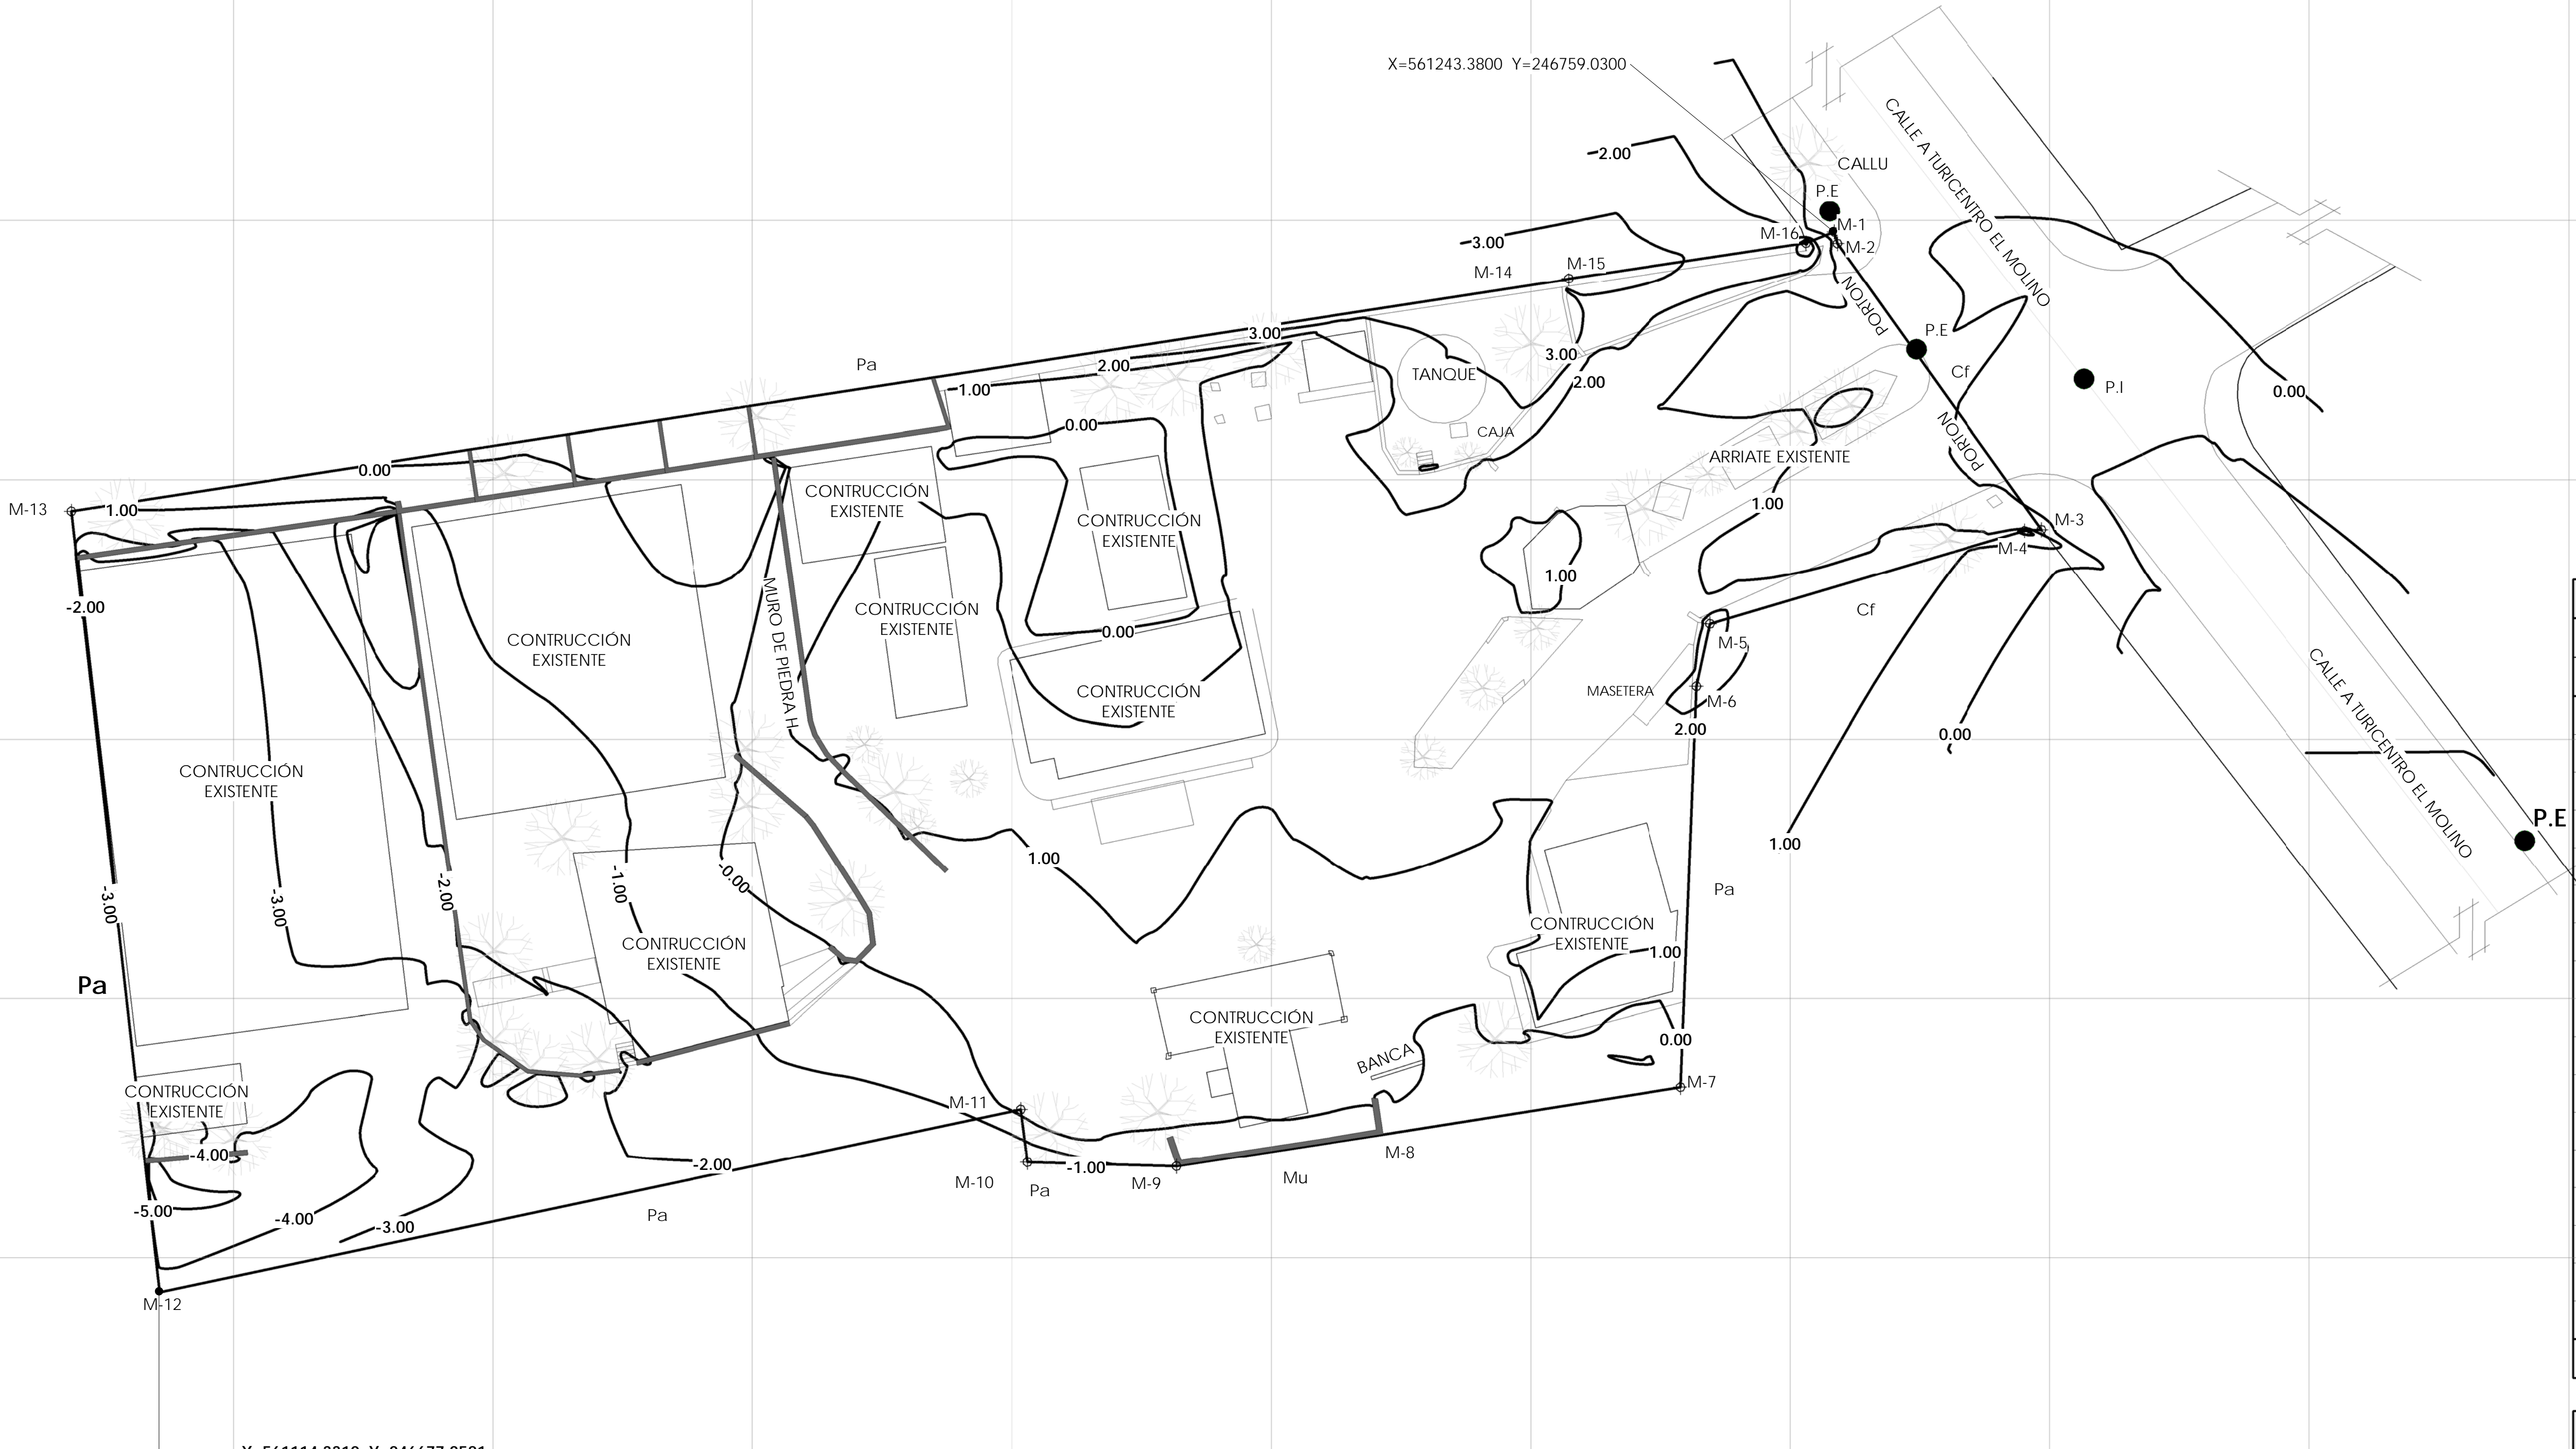 X=561243.3800 Y=246759.0300
CALLE A TURICENTRO EL MOLINO
2.00
CALLU
P.E
M-1
M-16
M-2
3.00
M-14
M-15
PORTON
P.E
Cf
P.I
0.00
3.00
Pa
2.00
1.00
3.00
2.00
TANQUE
CAJA
PORTON
0.00
0.00
ARRIATE EXISTENTE
M-13
1.00
CONTRUCCIÓN
EXISTENTE
CONTRUCCIÓN
EXISTENTE
1.00
M-3
M-4
1.00
-2.00
MURO DE PIEDRA H
CONTRUCCIÓN
EXISTENTE
CONTRUCCIÓN
EXISTENTE
0.00
Cf
M-5
CONTRUCCIÓN
EXISTENTE
MASETERA
M-6
2.00
0.00
CALLE A TURICENTRO EL MOLINO
CONTRUCCIÓN
EXISTENTE
P.E
1.00
1.00
-3.00
-3.00
-2.00
-1.00
-0.00
Pa
CONTRUCCIÓN
EXISTENTE
CONTRUCCIÓN
EXISTENTE
1.00
Pa
CONTRUCCIÓN
EXISTENTE
0.00
BANCA
M-7
CONTRUCCIÓN
EXISTENTE
M-11
-4.00
-2.00
-1.00
M-8
M-10
Pa
M-9
Mu
-5.00
-4.00
-3.00
Pa
M-12